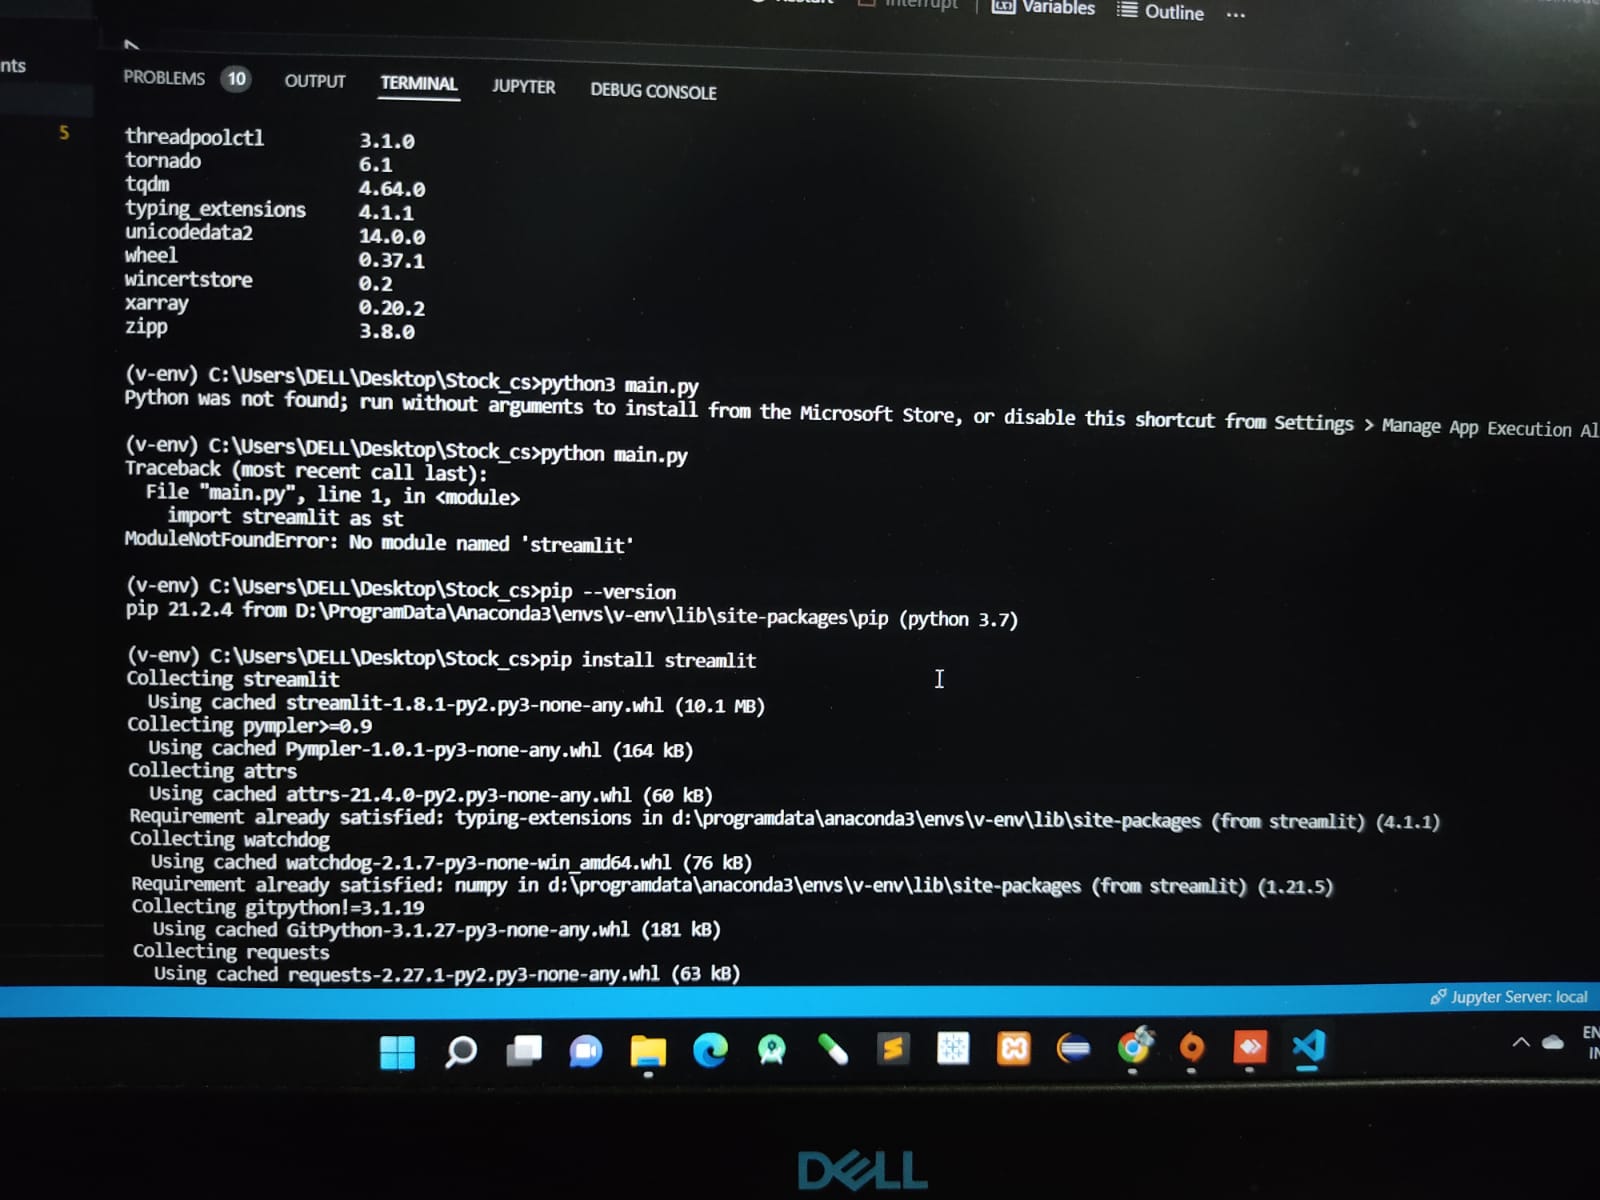 Variables
Outline
...
nts
PROBLEMS 10 OUTPUT TERMINAL JUPYTER DEBUG CONSOLE
5
threadpoolctl 3.1.0
tornado 6.1
tqdm 4.64.0
typing_extensions 4.1.1
unicodedata2 14.0.0
wheel 0.37.1
wincertstore 0.2
xarray 0.20.2
zipp 3.8.0
(v-env) C:\Users\DELL\Desktop\Stock_cs>python3 main.py
Python was not found; run without arguments to install from the Microsoft Store, or disable this shortcut from Settings > Manage App Execution Al
(v-env) C:\Users\DELL\Desktop\Stock_cs>python main.py
Traceback (most recent call last):
File "main.py", line 1, in <module>
import streamlit as st
ModuleNotFoundError: No module named 'streamlit'
(v-env) C:\Users\DELL\Desktop\Stock_cs>pip --version
pip 21.2.4 from D:\ProgramData\Anaconda3\envs\v-env\lib\site-packages\pip (python 3.7)
(v-env) C:\Users\DELL\Desktop\Stock_cs>pip install streamlit
Collecting streamlit
Using cached streamlit-1.8.1-py2.py3-none-any.whl (10.1 MB)
Collecting pympler>=0.9
Using cached Pympler-1.0.1-py3-none-any.whl (164 kB)
Collecting attrs
Using cached attrs-21.4.0-py2.py3-none-any.whl (60 kB)
Requirement already satisfied: typing-extensions in d:\programdata\anaconda3\envs\v-env\lib\site-packages (from streamlit) (4.1.1)
Collecting watchdog
Using cached watchdog-2.1.7-py3-none-win_amd64.whl (76 kB)
Requirement already satisfied: numpy in d:\programdata\anaconda3\envs\v-env\lib\site-packages (from streamlit) (1.21.5)
Collecting gitpython!=3.1.19
Using cached GitPython-3.1.27-py3-none-any.whl (181 kB)
Collecting requests
Using cached requests-2.27.1-py2.py3-none-any.whl (63 kB)
Jupyter Server: local
EN
IN
DELL